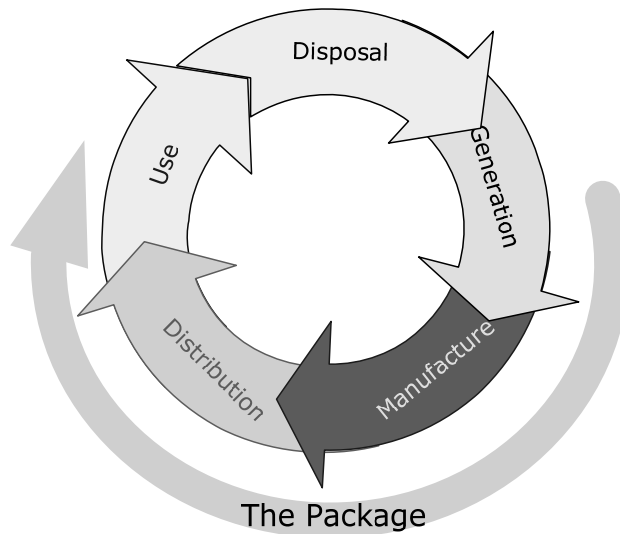 Disposal
Generation
Manufacture
Distribution
Use
The Package